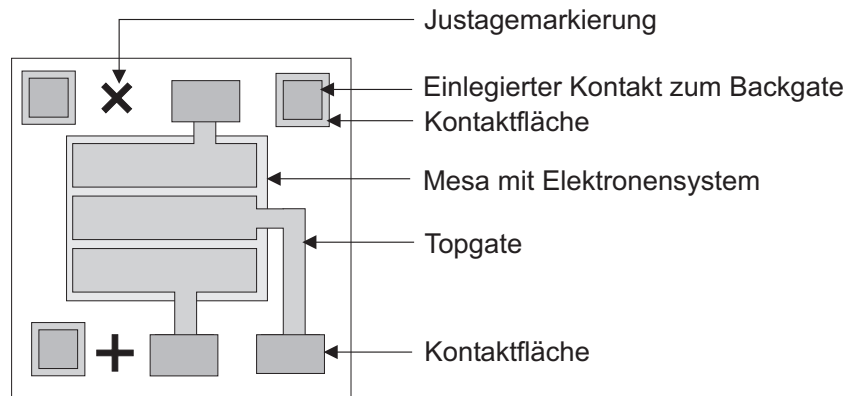 Justagemarkierung
Einlegierter Kontakt zum Backgate
Kontaktfläche
Mesa mit Elektronensystem
Topgate
Kontaktfläche